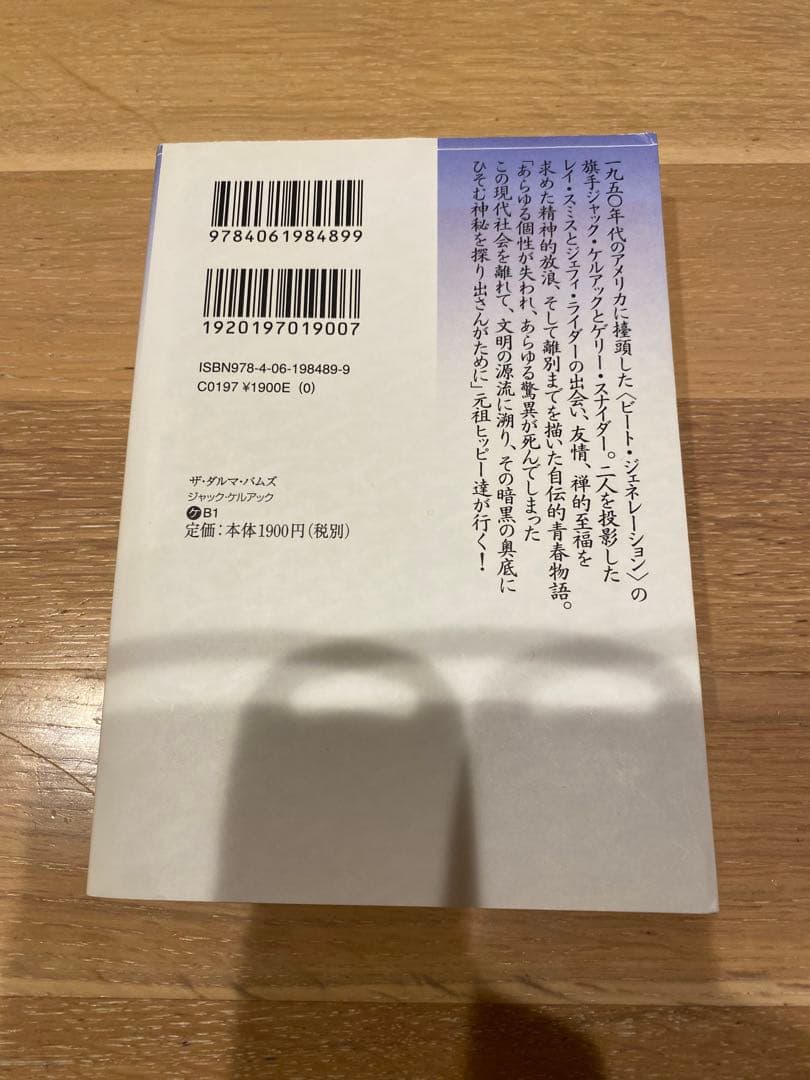 一九五〇年代のアメリカに擡頭した〈ビート・ジェネレーション〉の
旗手ジャック・ケルアックとゲリー・スナイダー。二人を投影した
レイ・スミスとジェフィ・ライダーの出会い、友情、禅的至福を
求めた精神的放浪、そして離別までを描いた自伝的青春物語。
「あらゆる個性が失われ、あらゆる驚異が死んでしまった
この現代社会を離れて、文明の源流に溯り、その暗黒の奥底に
ひそむ神秘を探り出さんがために」元祖ヒッピー達が行く！
9784061984899
1920197019007
ISBN978-4-06-198489-9
C0197 ¥1900E (0)
ザ・ダルマ・バムズ
ジャック・ケルアック
ケB1
定価：本体1900円（税別）